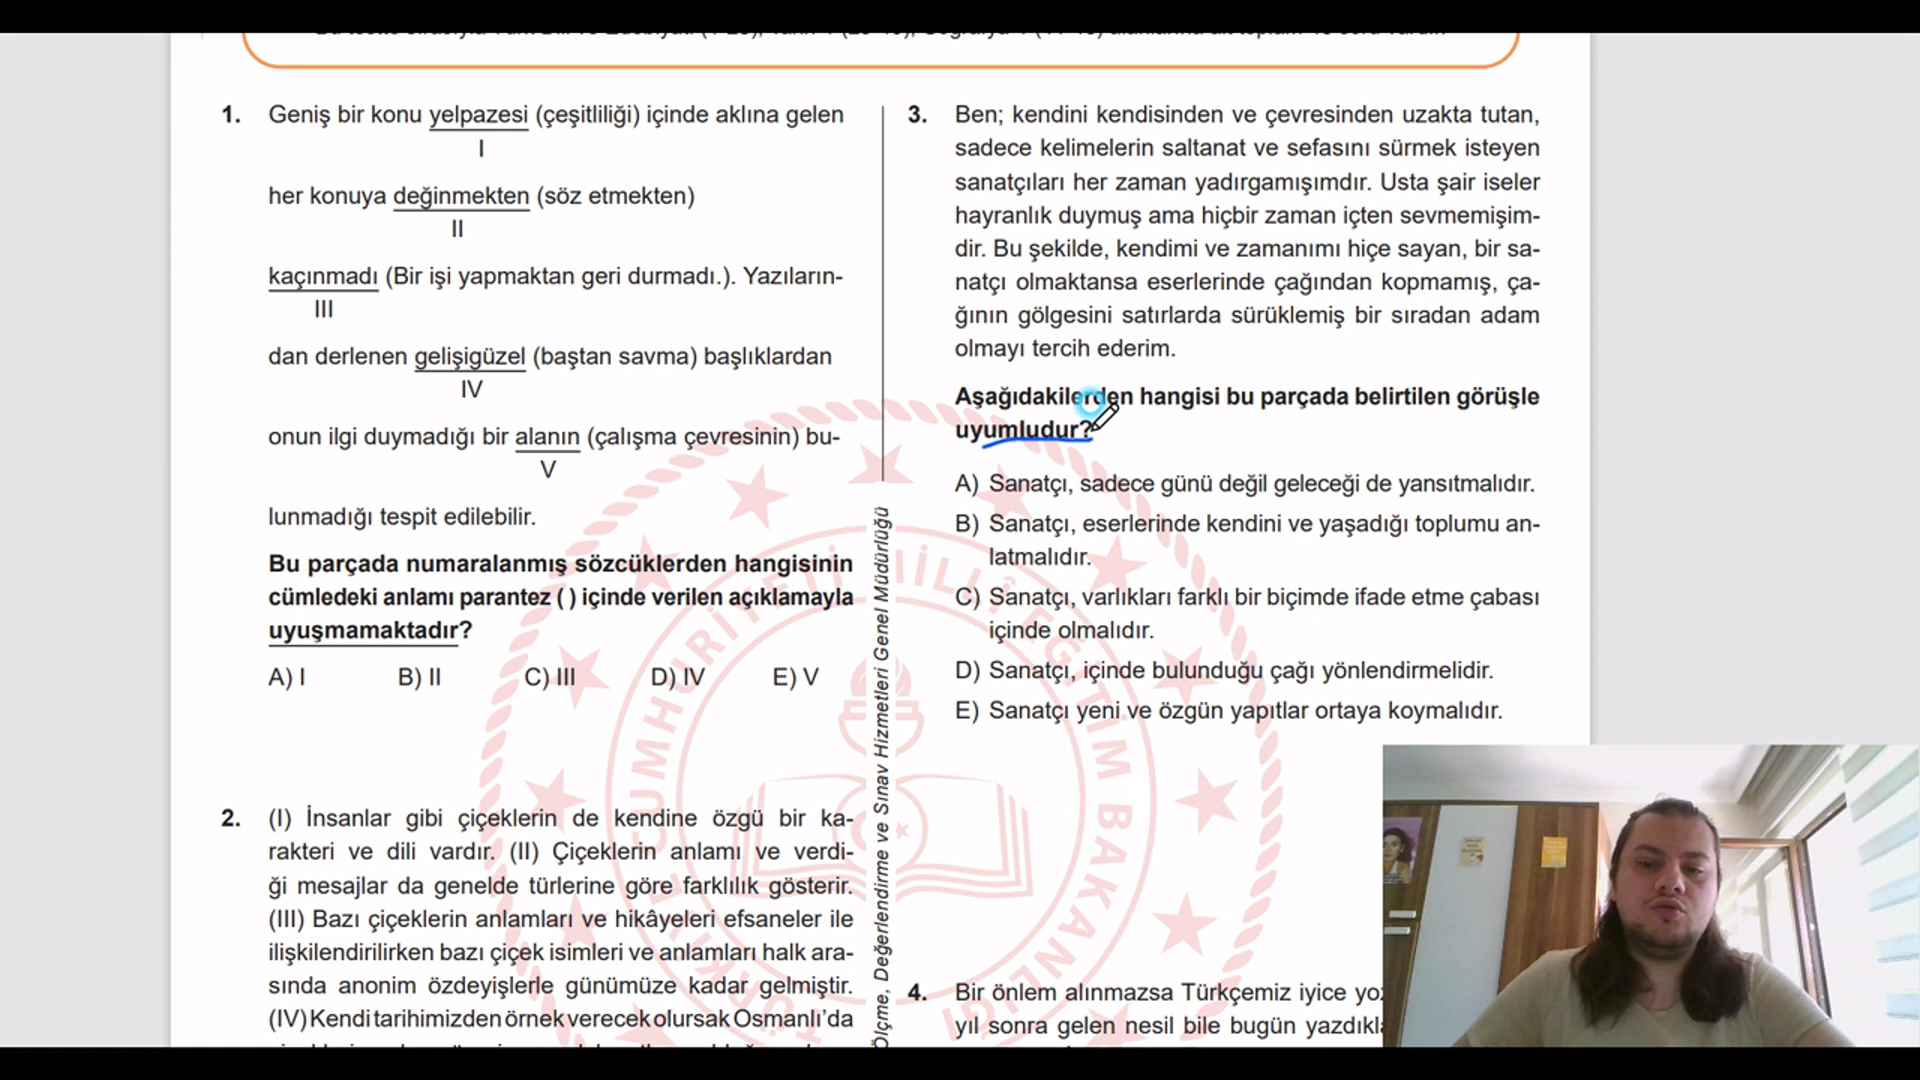 1. Geniş bir konu yelpazesi (çeşitliliği) içinde aklına gelen
I
her konuya değinmekten (söz etmekten)
II
kaçınmadı (Bir işi yapmaktan geri durmadı.). Yazıların-
III
dan derlenen gelişigüzel (baştan savma) başlıklardan
IV
onun ilgi duymadığı bir alanın (çalışma çevresinin) bu-
V
lunmadığı tespit edilebilir.
Bu parçada numaralanmış sözcüklerden hangisinin
cümledeki anlamı parantez ( ) içinde verilen açıklamayla
uyuşmamaktadır?
A) I B) II C) III D) IV E) V
2. (I) İnsanlar gibi çiçeklerin de kendine özgü bir ka-
rakteri ve dili vardır. (II) Çiçeklerin anlamı ve verdi-
ği mesajlar da genelde türlerine göre farklılık gösterir.
(III) Bazı çiçeklerin anlamları ve hikâyeleri efsaneler ile
ilişkilendirilirken bazı çiçek isimleri ve anlamları halk ara-
sında anonim özdeyişlerle günümüze kadar gelmiştir.
(IV) Kendi tarihimizden örnek verecek olursak Osmanlı’da
Ölçme, Değerlendirme ve Sınav Hizmetleri Genel Müdürlüğü
3. Ben; kendini kendisinden ve çevresinden uzakta tutan,
sadece kelimelerin saltanat ve sefasını sürmek isteyen
sanatçıları her zaman yadırgamışımdır. Usta şair iseler
hayranlık duymuş ama hiçbir zaman içten sevmemişim-
dir. Bu şekilde, kendimi ve zamanımı hiçe sayan, bir sa-
natçı olmaktansa eserlerinde çağından kopmamış, ça-
ğının gölgesini satırlarda sürüklemiş bir sıradan adam
olmayı tercih ederim.
Aşağıdakilerden hangisi bu parçada belirtilen görüşle
uyumludur?
A) Sanatçı, sadece günü değil geleceği de yansıtmalıdır.
B) Sanatçı, eserlerinde kendini ve yaşadığı toplumu an-
latmalıdır.
C) Sanatçı, varlıkları farklı bir biçimde ifade etme çabası
içinde olmalıdır.
D) Sanatçı, içinde bulunduğu çağı yönlendirmelidir.
E) Sanatçı yeni ve özgün yapıtlar ortaya koymalıdır.
4. Bir önlem alınmazsa Türkçemiz iyice
yıl sonra gelen nesil bile bugün
TÜRKİYE CUMHURİYETİ MİLLÎ EĞİTİM BAKANLIĞI